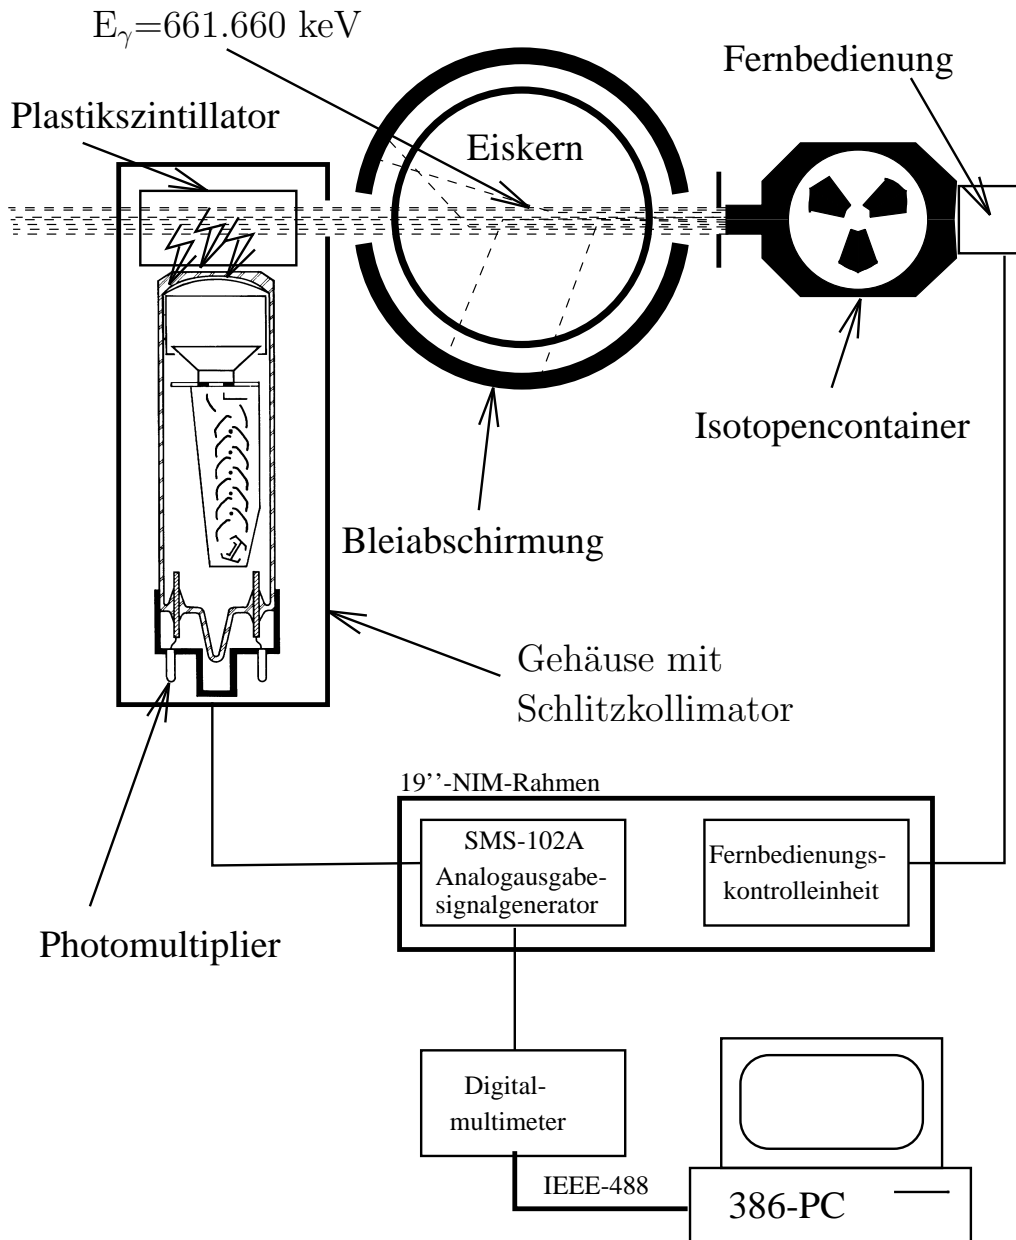 E_γ=661.660 keV
Fernbedienung
Plastikszintillator
Eiskern
Isotopencontainer
Bleiabschirmung
Gehäuse mit
Schlitzkollimator
19’’-NIM-Rahmen
SMS-102A
Analogausgabe-
signalgenerator
Fernbedienungs-
kontrolleinheit
Photomultiplier
Digital-
multimeter
IEEE-488
386-PC